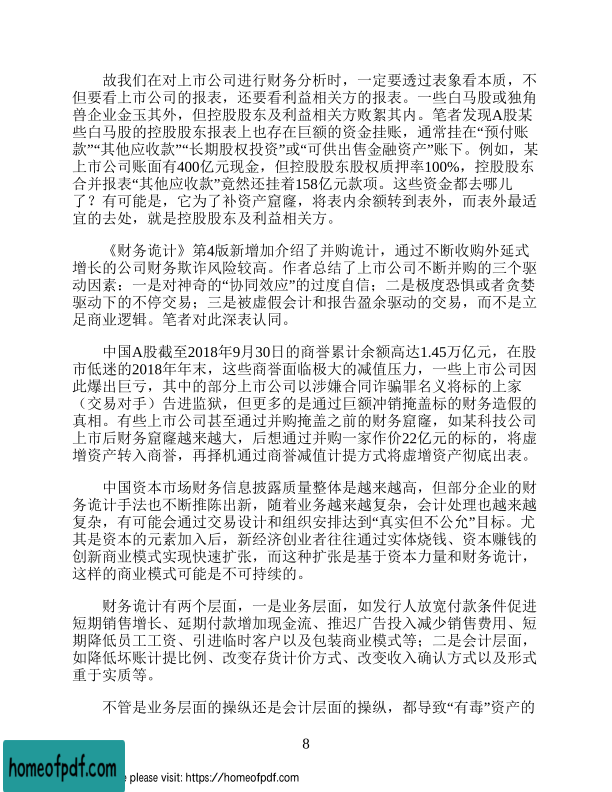 故我们在对上市公司进行财务分析时，一定要透过表象看本质，不
但要看上市公司的报表，还要看利益相关方的报表。一些白马股或独角
兽企业金玉其外，但控股股东及利益相关方败絮其内。笔者发现A股某
些白马股的控股股东报表上也存在巨额的资金挂账，通常挂在“预付账
款”“其他应收款”“长期股权投资”或“可供出售金融资产”账下。例如，某
上市公司账面有400亿元现金，但控股股东股权质押率100%，控股股东
合并报表“其他应收款”竟然还挂着158亿元款项。这些资金都去哪儿
了？有可能是，它为了补资产窟窿，将表内余额转到表外，而表外最适
宜的去处，就是控股股东及利益相关方。
《财务诡计》第4版新增加介绍了并购诡计，通过不断收购外延式
增长的公司财务欺诈风险较高。作者总结了上市公司不断并购的三个驱
动因素：一是对神奇的“协同效应”的过度自信；二是极度恐惧或者贪婪
驱动下的不停交易；三是被虚假会计和报告盈余驱动的交易，而不是立
足商业逻辑。笔者对此深表认同。
中国A股截至2018年9月30日的商誉累计余额高达1.45万亿元，在股
市低迷的2018年年末，这些商誉面临极大的减值压力，一些上市公司因
此爆出巨亏，其中的部分上市公司以涉嫌合同诈骗罪名义将标的上家
（交易对手）告进监狱，但更多的是通过巨额冲销掩盖标的财务造假的
真相。有些上市公司甚至通过并购掩盖之前的财务窟窿，如某科技公司
上市后财务窟窿越来越大，后想通过并购一家作价22亿元的标的，将虚
增资产转入商誉，再择机通过商誉减值计提方式将虚增资产彻底出表。
中国资本市场财务信息披露质量整体是越来越高，但部分企业的财
务诡计手法也不断推陈出新，随着业务越来越复杂，会计处理也越来越
复杂，有可能会通过交易设计和组织安排达到“真实但不公允”目标。尤
其是资本的元素加入后，新经济创业者往往通过实体烧钱、资本赚钱的
创新商业模式实现快速扩张，而这种扩张是基于资本力量和财务诡计，
这样的商业模式可能是不可持续的。
财务诡计有两个层面，一是业务层面，如发行人放宽付款条件促进
短期销售增长、延期付款增加现金流、推迟广告投入减少销售费用、短
期降低员工工资、引进临时客户以及包装商业模式等；二是会计层面，
如降低坏账计提比例、改变存货计价方式、改变收入确认方式以及形式
重于实质等。
不管是业务层面的操纵还是会计层面的操纵，都导致“有毒”资产的
8
homeofpdf.com
please visit: https://homeofpdf.com